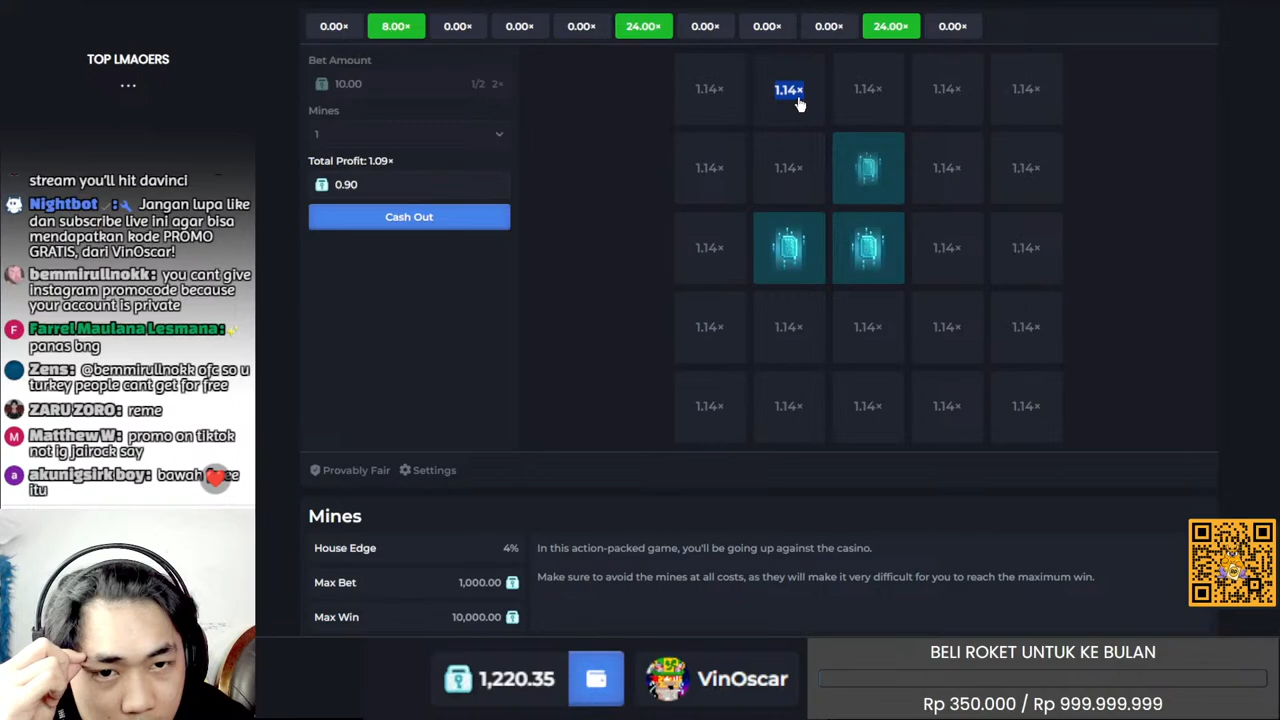 TOP LMAOERS
...
stream you'll hit davinci
Nightbot : Jangan lupa like
dan subscribe live ini agar bisa
mendapatkan kode PROMO
GRATIS, dari VinOscar!
bemmirullnokk: you cant give
instagram promocode because
your account is private
F Farrel Maulana Lesmana:
panas bng
Zens: @bemmirullnokk ofc so u
turkey people cant get for free
ZARU ZORO: reme
M Matthew W: promo on tiktok
not ig jairock say
a akunigsirk boy: bawah
itu
0.00× 8.00× 0.00× 0.00× 0.00× 24.00× 0.00× 0.00× 0.00× 24.00× 0.00×
Bet Amount
10.00 1/2 2×
Mines
1
Total Profit: 1.09×
0.90
Cash Out
1.14× 1.14× 1.14× 1.14× 1.14×
1.14× 1.14× 1.14× 1.14×
1.14× 1.14× 1.14×
1.14× 1.14× 1.14× 1.14× 1.14×
1.14× 1.14× 1.14× 1.14× 1.14×
Provably Fair Settings
Mines
House Edge 4%
Max Bet 1,000.00
Max Win 10,000.00
In this action-packed game, you'll be going up against the casino.
Make sure to avoid the mines at all costs, as they will make it very difficult for you to reach the maximum win.
1,220.35
VinOscar
BELI ROKET UNTUK KE BULAN
Rp 350.000 / Rp 999.999.999